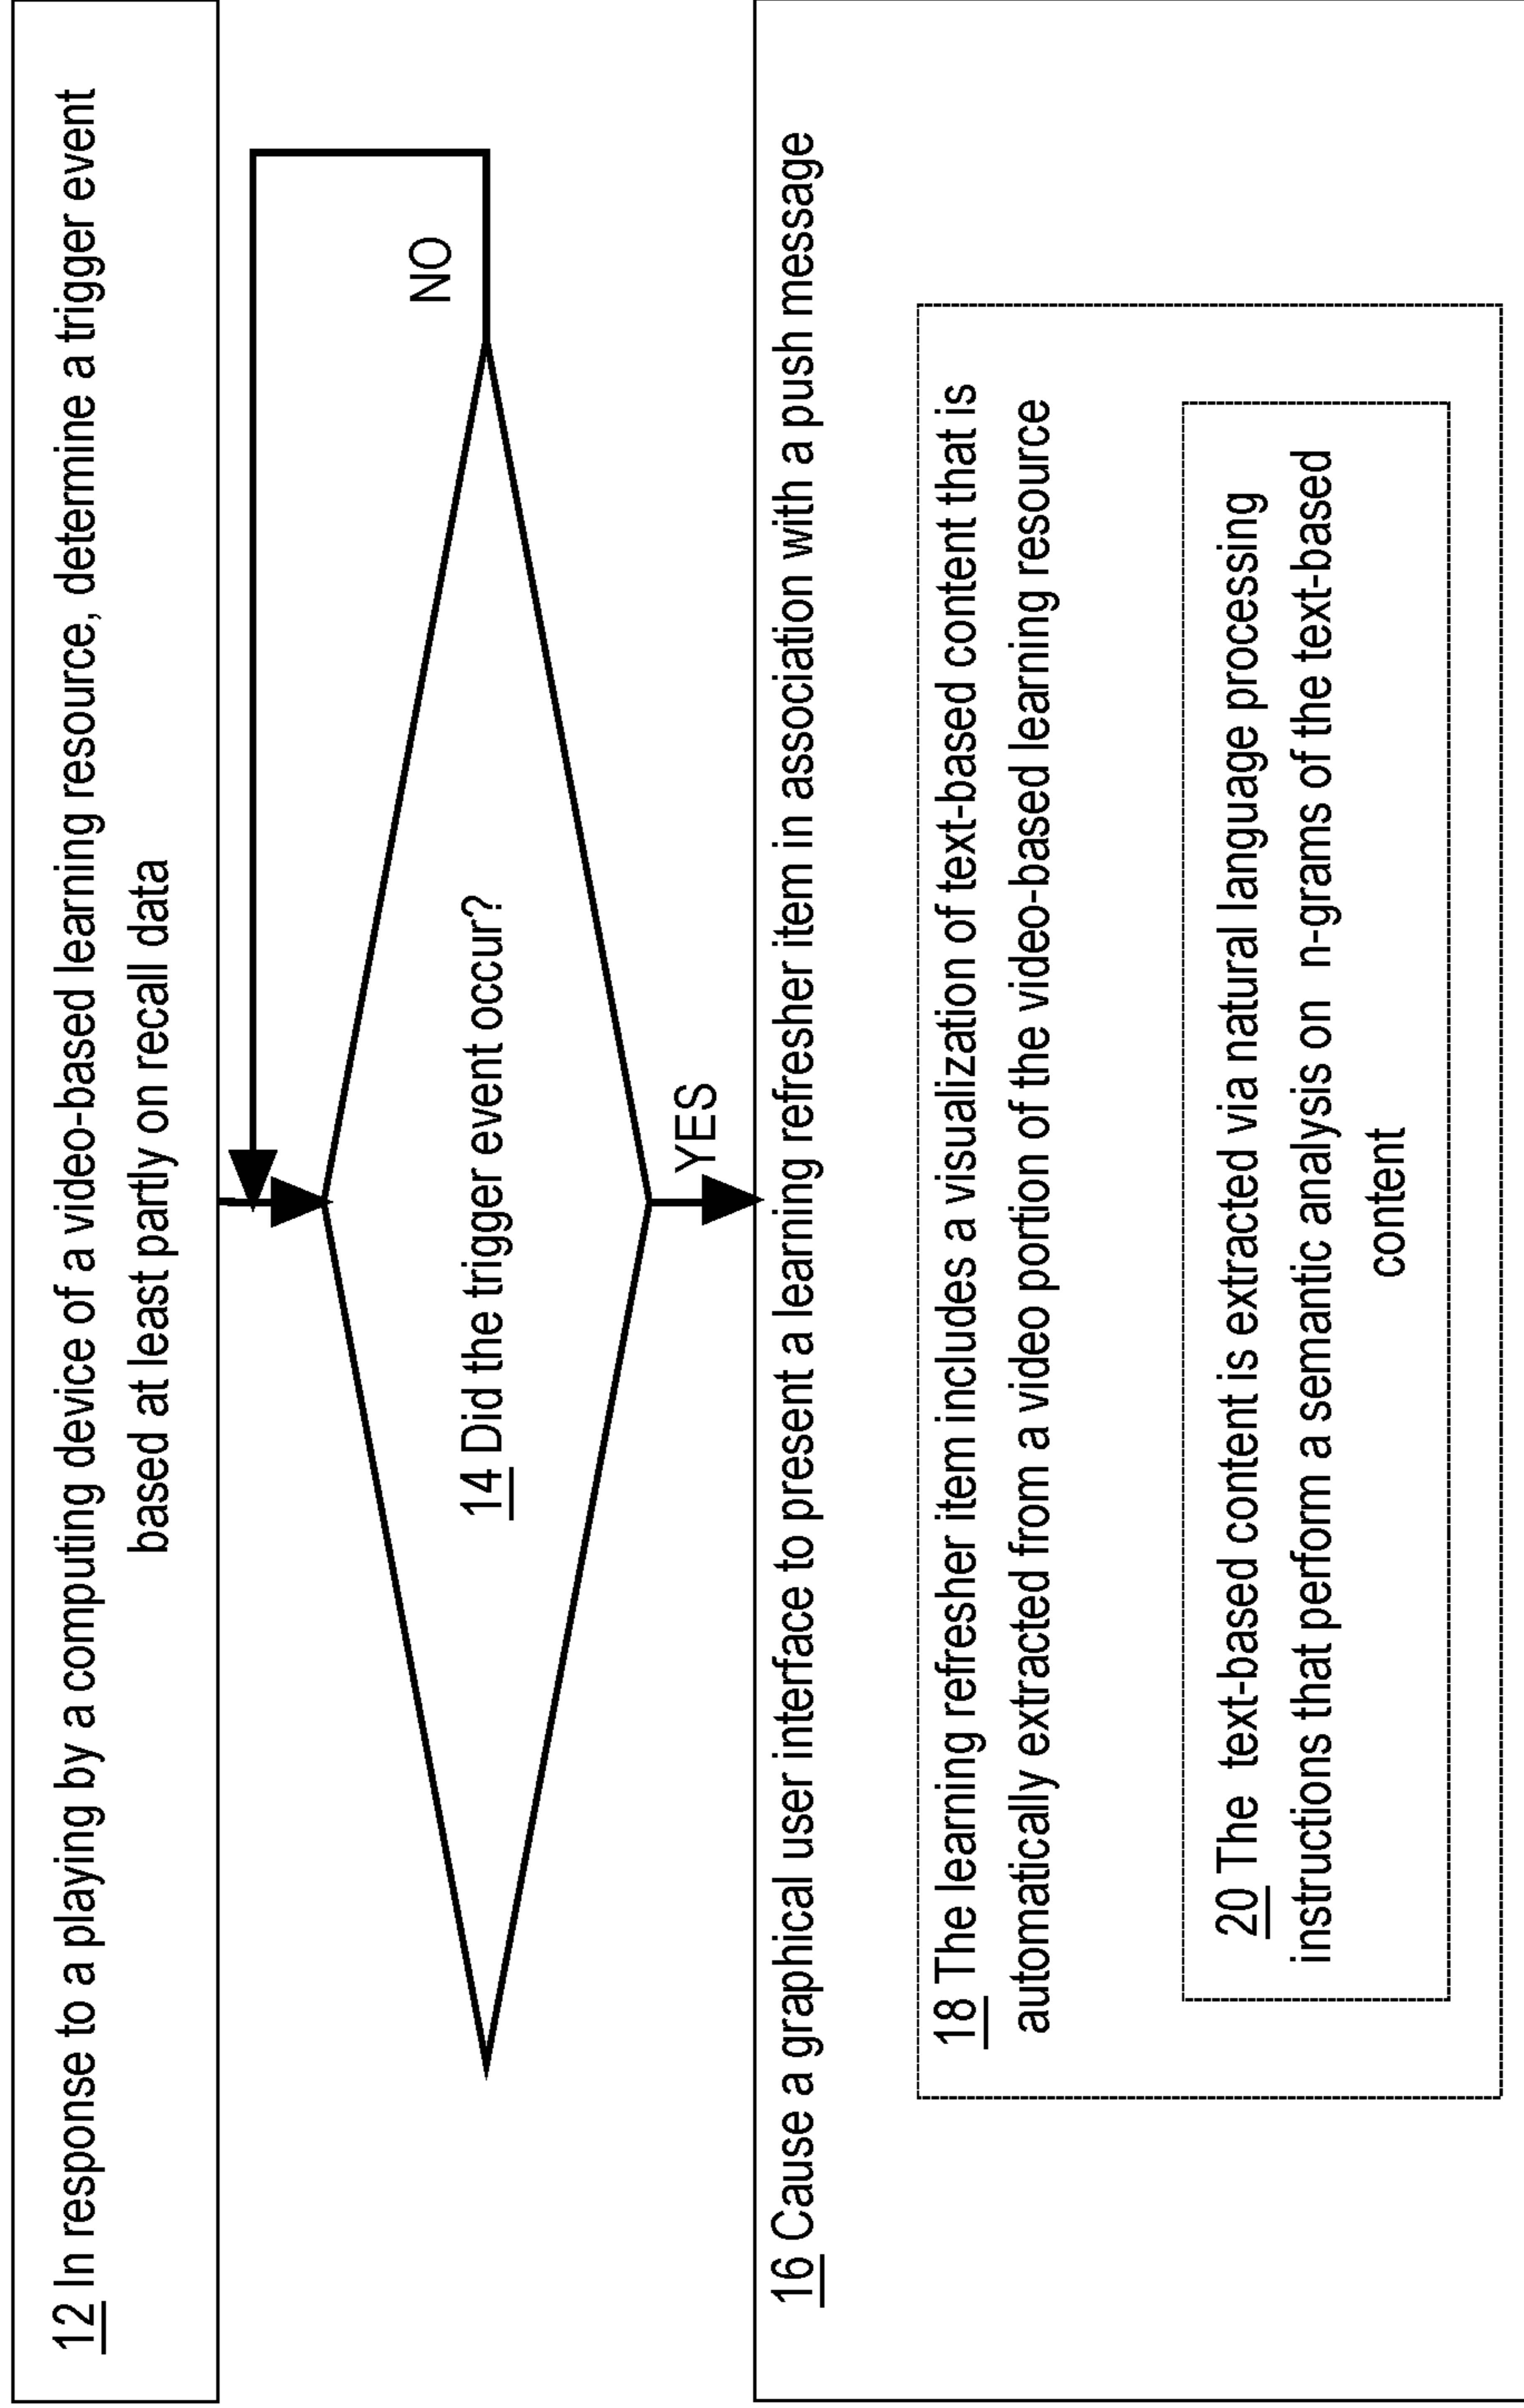 12 In response to a playing by a computing device of a video-based learning resource, determine a trigger event
based at least partly on recall data
NO
14 Did the trigger event occur?
YES
16 Cause a graphical user interface to present a learning refresher item in association with a push message
18 The learning refresher item includes a visualization of text-based content that is
automatically extracted from a video portion of the video-based learning resource
20 The text-based content is extracted via natural language processing
instructions that perform a semantic analysis on n-grams of the text-based
content